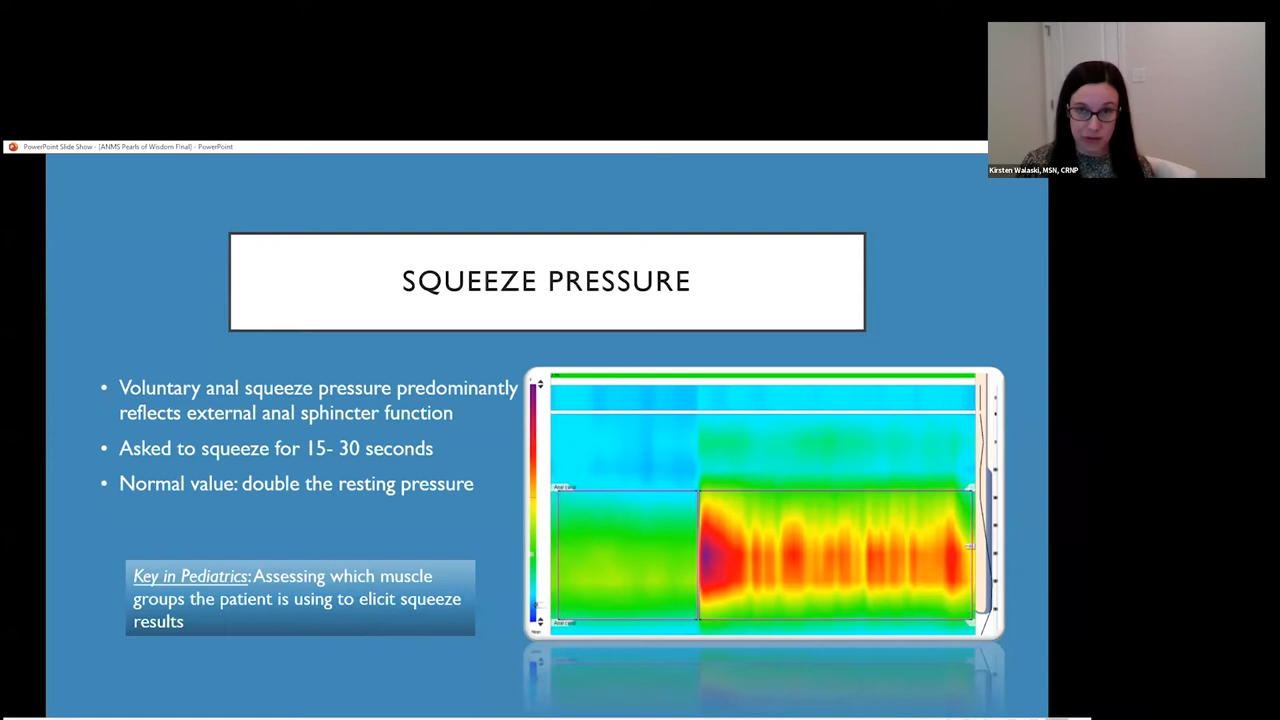 PowerPoint Slide Show - [ANMS Pearls of Wisdom Final] - PowerPoint
Kirsten Walaski, MSN, CRNP
SQUEEZE PRESSURE
• Voluntary anal squeeze pressure predominantly
reflects external anal sphincter function
• Asked to squeeze for 15- 30 seconds
• Normal value: double the resting pressure
Key in Pediatrics: Assessing which muscle
groups the patient is using to elicit squeeze
results